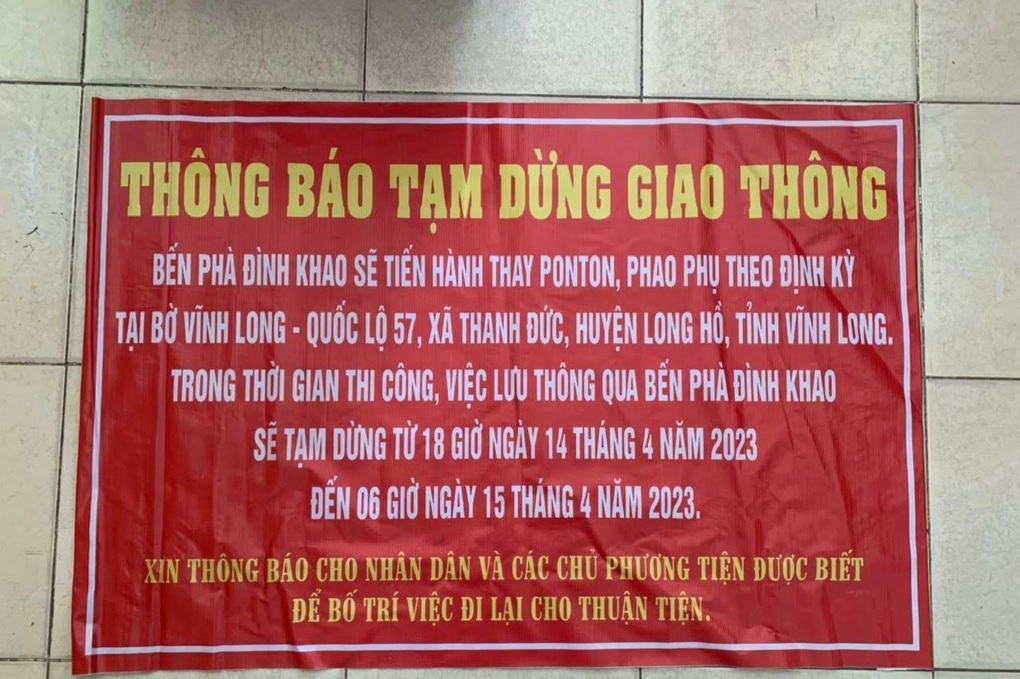 THÔNG BÁO TẠM DỪNG GIAO THÔNG
BẾN PHÀ ĐÌNH KHAO SẼ TIẾN HÀNH THAY PONTON, PHAO PHỤ THEO ĐỊNH KỲ
TẠI BỜ VĨNH LONG - QUỐC LỘ 57, XÃ THANH ĐỨC, HUYỆN LONG HỒ, TỈNH VĨNH LONG.
TRONG THỜI GIAN THI CÔNG, VIỆC LƯU THÔNG QUA BẾN PHÀ ĐÌNH KHAO
SẼ TẠM DỪNG TỪ 18 GIỜ NGÀY 14 THÁNG 4 NĂM 2023
ĐẾN 06 GIỜ NGÀY 15 THÁNG 4 NĂM 2023.
XIN THÔNG BÁO CHO NHÂN DÂN VÀ CÁC CHỦ PHƯƠNG TIỆN ĐƯỢC BIẾT
ĐỂ BỐ TRÍ VIỆC ĐI LẠI CHO THUẬN TIỆN.